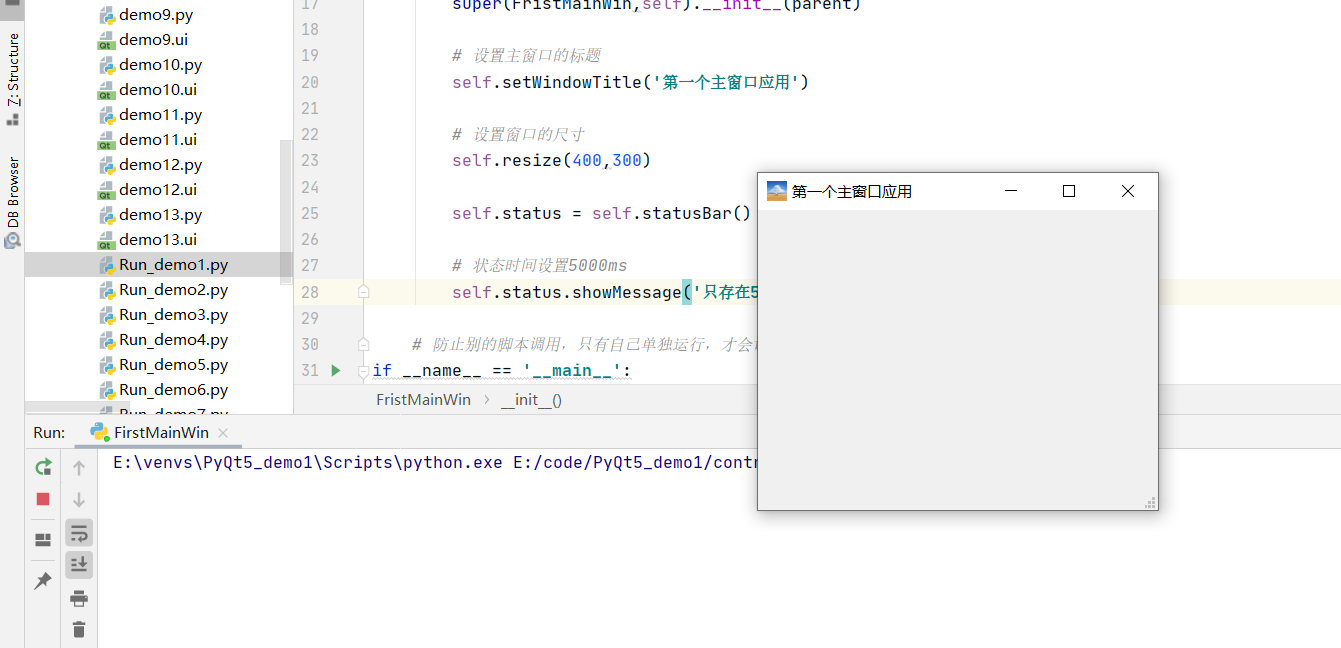 7: Structure
DB Browser
demo9.py
demo9.ui
demo10.py
demo10.ui
demo11.py
demo11.ui
demo12.py
demo12.ui
demo13.py
demo13.ui
Run_demo1.py
Run_demo2.py
Run_demo3.py
Run_demo4.py
Run_demo5.py
Run_demo6.py
Run_demo7.py
17 super(FristMainWin,self).__init__(parent)
18
19 # 设置主窗口的标题
20 self.setWindowTitle('第一个主窗口应用')
21
22 # 设置窗口的尺寸
23 self.resize(400,300)
24
25 self.status = self.statusBar()
26
27 # 状态时间设置5000ms
28 self.status.showMessage('只存在5
29
30 # 防止别的脚本调用，只有自己单独运行，才会
31 if __name__ == '__main__':
FristMainWin › __init__()
第一个主窗口应用
Run: FirstMainWin
E:\venvs\PyQt5_demo1\Scripts\python.exe E:/code/PyQt5_demo1/cont